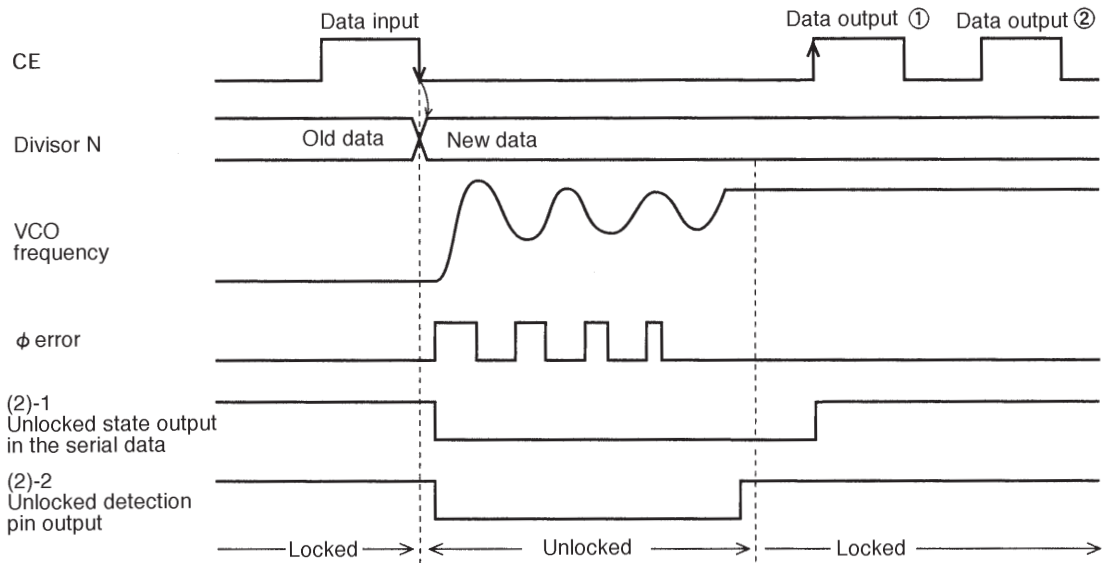 Data input
Data output ①
Data output ②
CE
Divisor N
Old data
New data
VCO
frequency
φ error
(2)-1
Unlocked state output
in the serial data
(2)-2
Unlocked detection
pin output
Locked
Unlocked
Locked